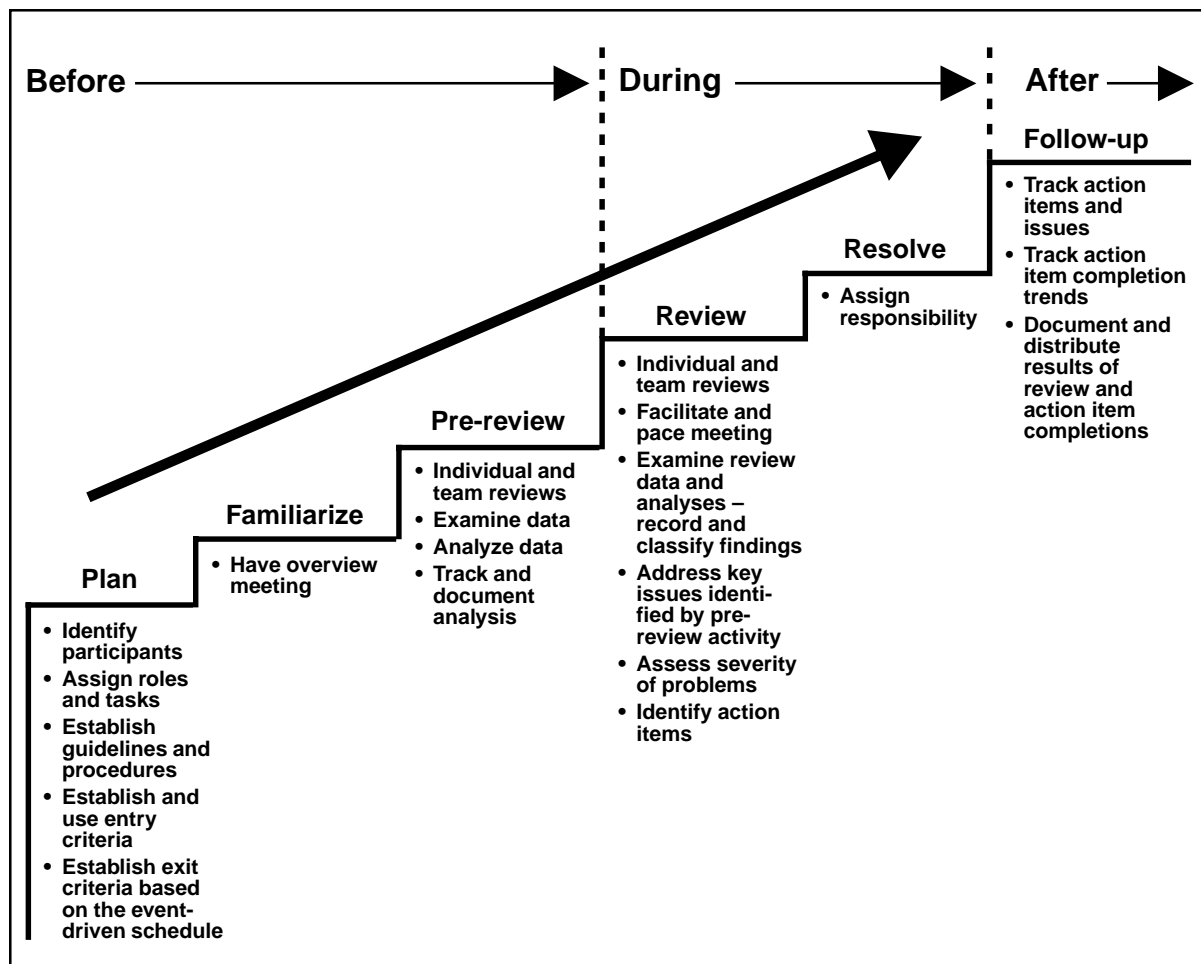 Before
During
After
Follow-up
• Track action
items and
issues
• Track action
item completion
trends
• Document and
distribute
results of
review and
action item
completions
Resolve
• Assign
responsibility
Review
• Individual and
team reviews
• Facilitate and
pace meeting
• Examine review
data and
analyses –
record and
classify findings
• Address key
issues identi-
fied by pre-
review activity
• Assess severity
of problems
• Identify action
items
Pre-review
• Individual and
team reviews
• Examine data
• Analyze data
• Track and
document
analysis
Familiarize
• Have overview
meeting
Plan
• Identify
participants
• Assign roles
and tasks
• Establish
guidelines and
procedures
• Establish and
use entry
criteria
• Establish exit
criteria based
on the event-
driven schedule